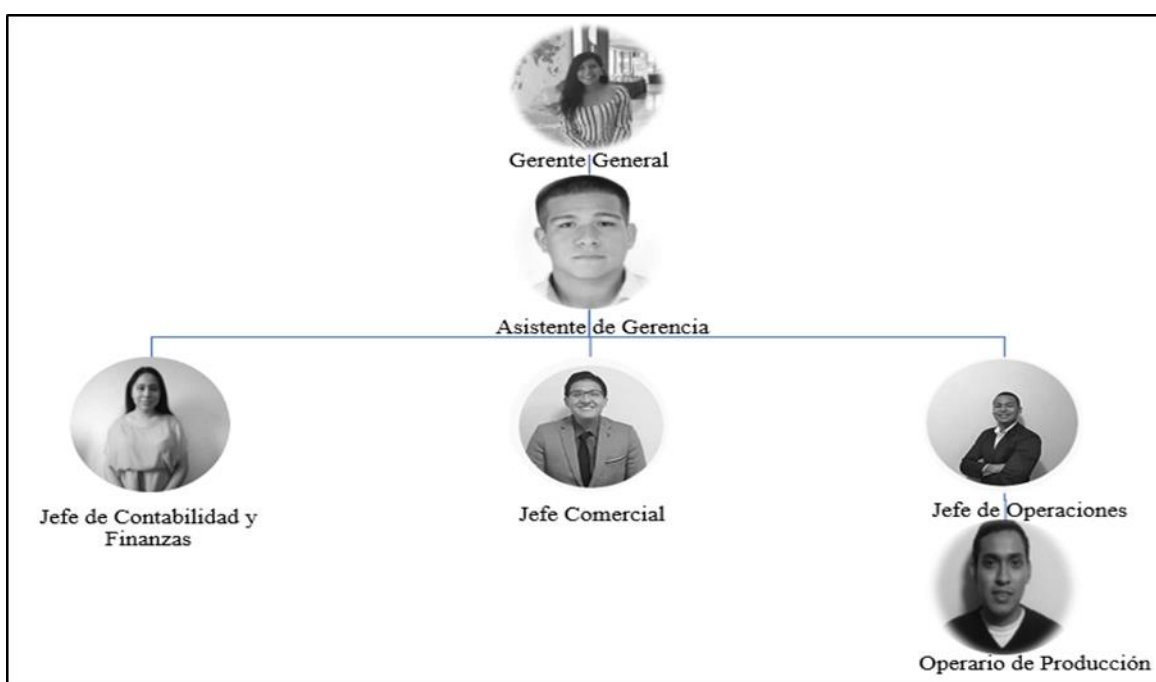 Gerente General
Asistente de Gerencia
Jefe de Contabilidad y
Finanzas
Jefe Comercial
Jefe de Operaciones
Operario de Producción